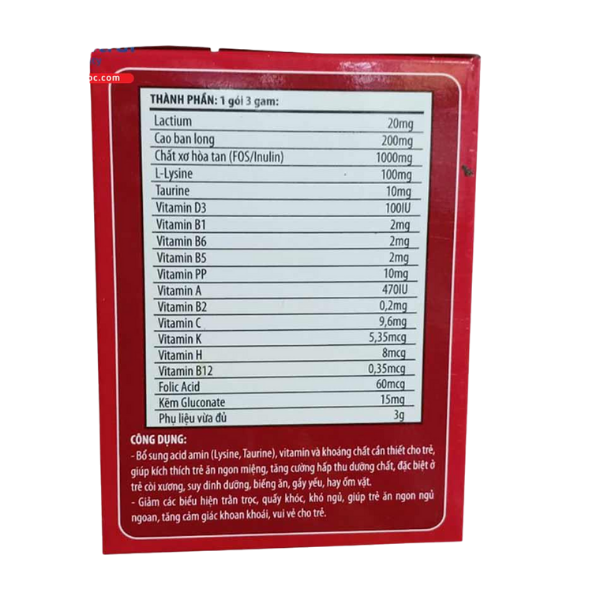 oc.com
THÀNH PHẦN: 1 gói 3 gam:
Lactium 20mg
Cao ban long 200mg
Chất xơ hòa tan (FOS/Inulin) 1000mg
L-Lysine 100mg
Taurine 10mg
Vitamin D3 100IU
Vitamin B1 2mg
Vitamin B6 2mg
Vitamin B5 2mg
Vitamin PP 10mg
Vitamin A 470IU
Vitamin B2 0,2mg
Vitamin C 9,6mg
Vitamin K 5,35mcg
Vitamin H 8mcg
Vitamin B12 0,35mcg
Folic Acid 60mcg
Kẽm Gluconate 15mg
Phụ liệu vừa đủ 3g
CÔNG DỤNG:
- Bổ sung acid amin (Lysine, Taurine), vitamin và khoáng chất cần thiết cho trẻ,
giúp kích thích trẻ ăn ngon miệng, tăng cường hấp thu dưỡng chất, đặc biệt ở
trẻ còi xương, suy dinh dưỡng, biếng ăn, gầy yếu, hay ốm vặt.
- Giảm các biểu hiện trằn trọc, quấy khóc, khó ngủ, giúp trẻ ăn ngon ngủ
ngoan, tăng cảm giác khoan khoái, vui vẻ cho trẻ.